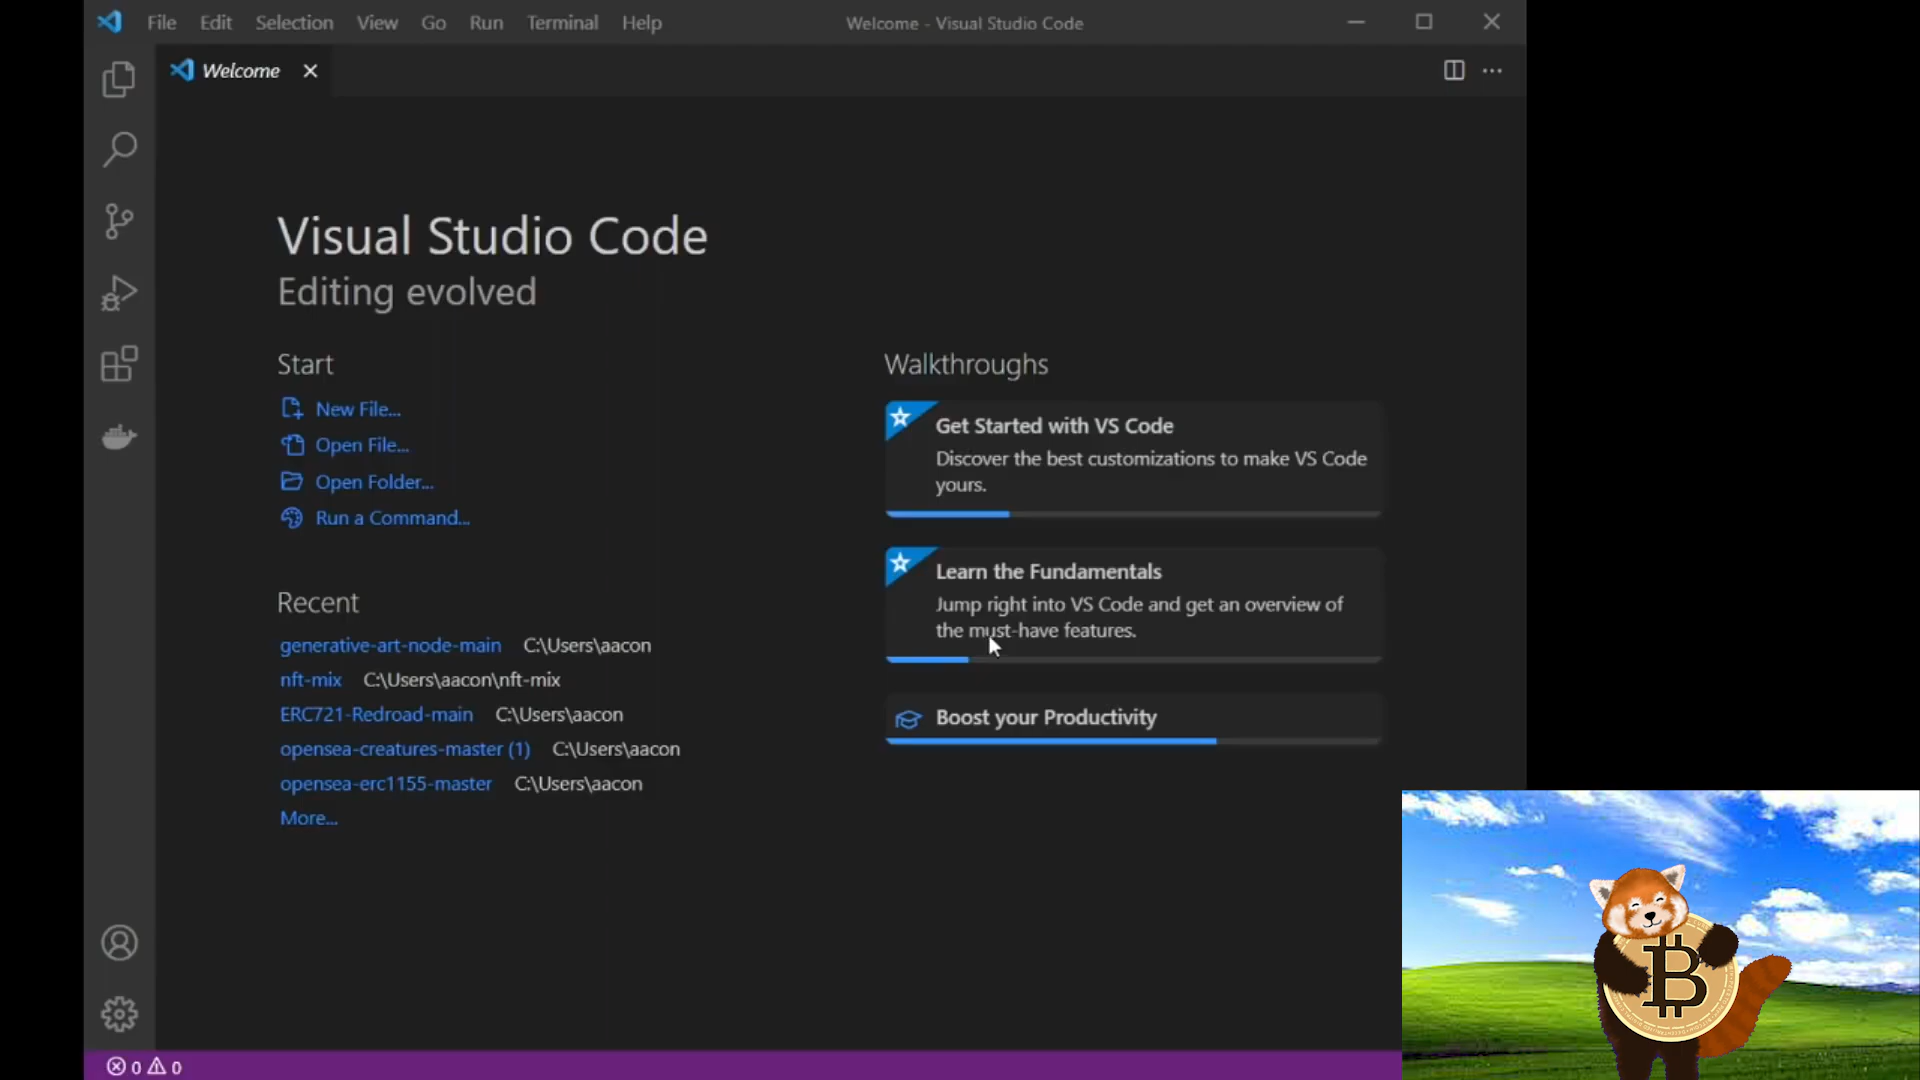 File Edit Selection View Go Run Terminal Help Welcome - Visual Studio Code
Welcome
Visual Studio Code
Editing evolved
Start
New File...
Open File...
Open Folder...
Run a Command...
Recent
generative-art-node-main C:\Users\aacon
nft-mix C:\Users\aacon\nft-mix
ERC721-Redroad-main C:\Users\aacon
opensea-creatures-master (1) C:\Users\aacon
opensea-erc1155-master C:\Users\aacon
More...
Walkthroughs
Get Started with VS Code
Discover the best customizations to make VS Code
yours.
Learn the Fundamentals
Jump right into VS Code and get an overview of
the must-have features.
Boost your Productivity
0 0